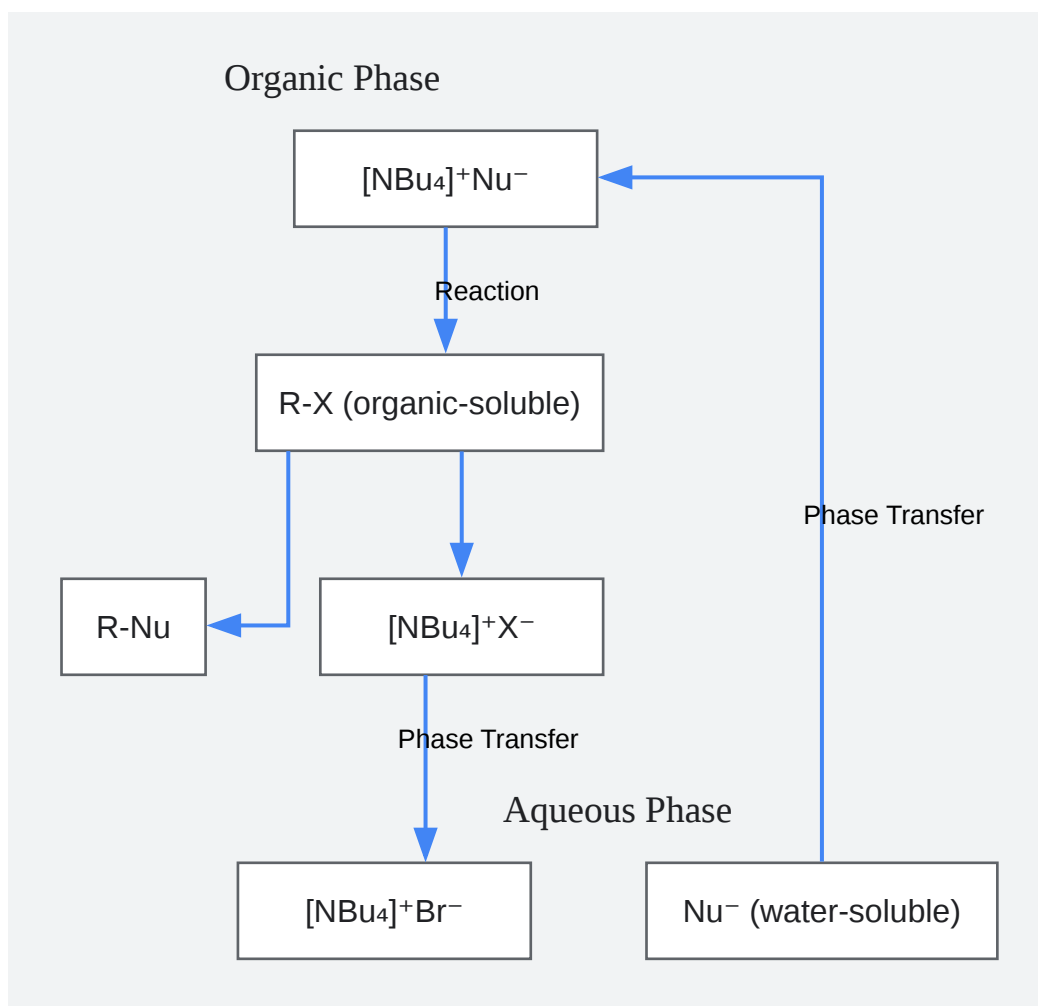 Organic Phase
[NBu₄]⁺Nu⁻
Reaction
R-X (organic-soluble)
Phase Transfer
R-Nu
[NBu₄]⁺X⁻
Phase Transfer
Aqueous Phase
[NBu₄]⁺Br⁻
Nu⁻ (water-soluble)